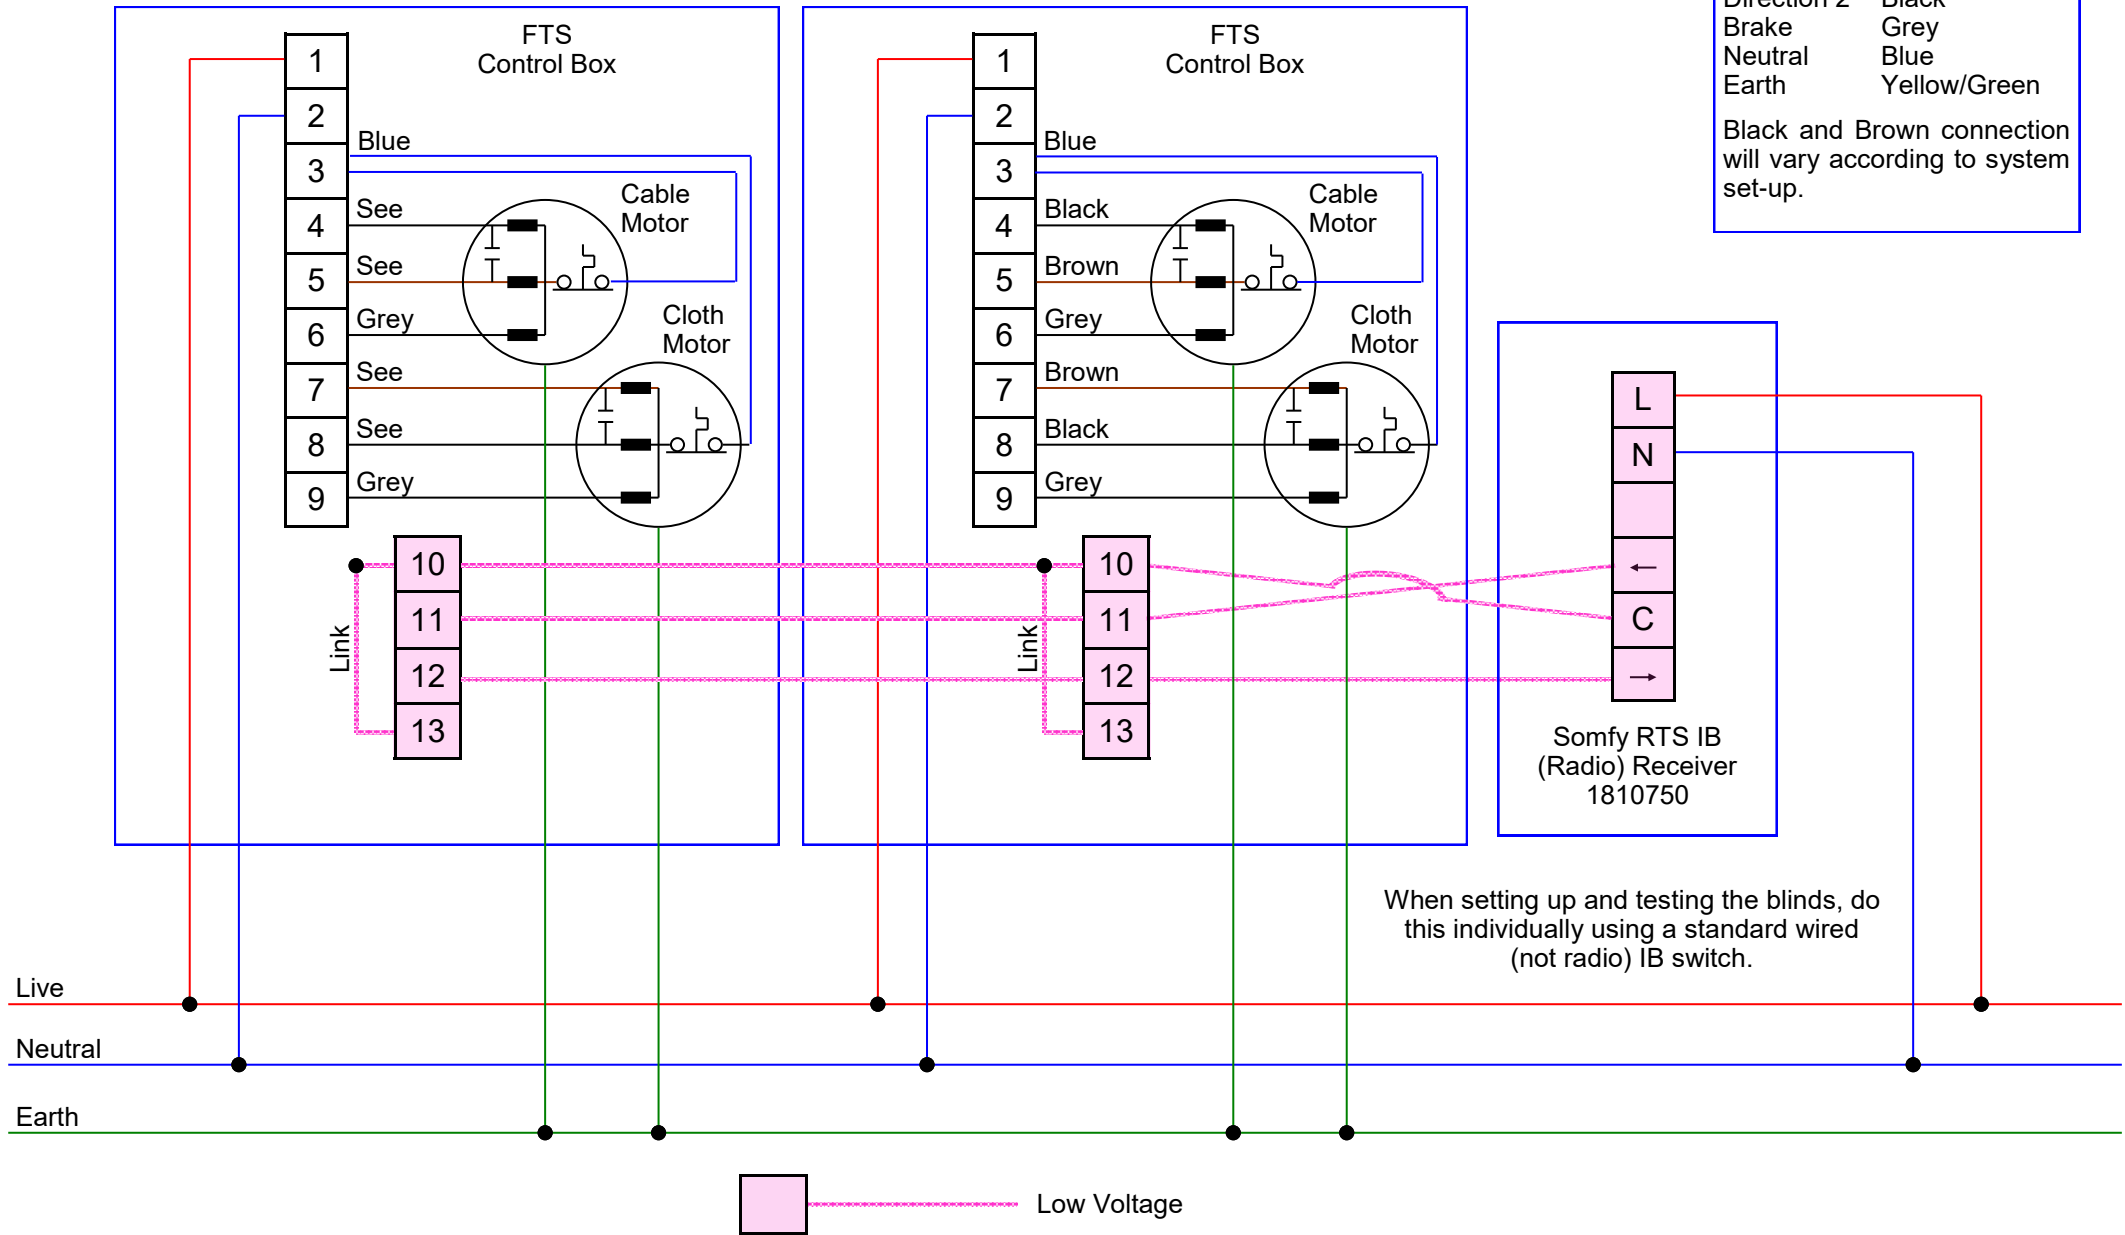 FTS
Control Box
1
2
3
4
5
6
7
8
9
Blue
See
See
Grey
See
See
Grey
Cable
Motor
Cloth
Motor
10
11
12
13
Link
FTS
Control Box
1
2
3
4
5
6
7
8
9
Blue
Black
Brown
Grey
Brown
Black
Grey
Cable
Motor
Cloth
Motor
10
11
12
13
Link
Direction 2 Black
Brake Grey
Neutral Blue
Earth Yellow/Green
Black and Brown connection
will vary according to system
set-up.
L
N
←
C
→
Somfy RTS IB
(Radio) Receiver
1810750
When setting up and testing the blinds, do
this individually using a standard wired
(not radio) IB switch.
Live
Neutral
Earth
Low Voltage